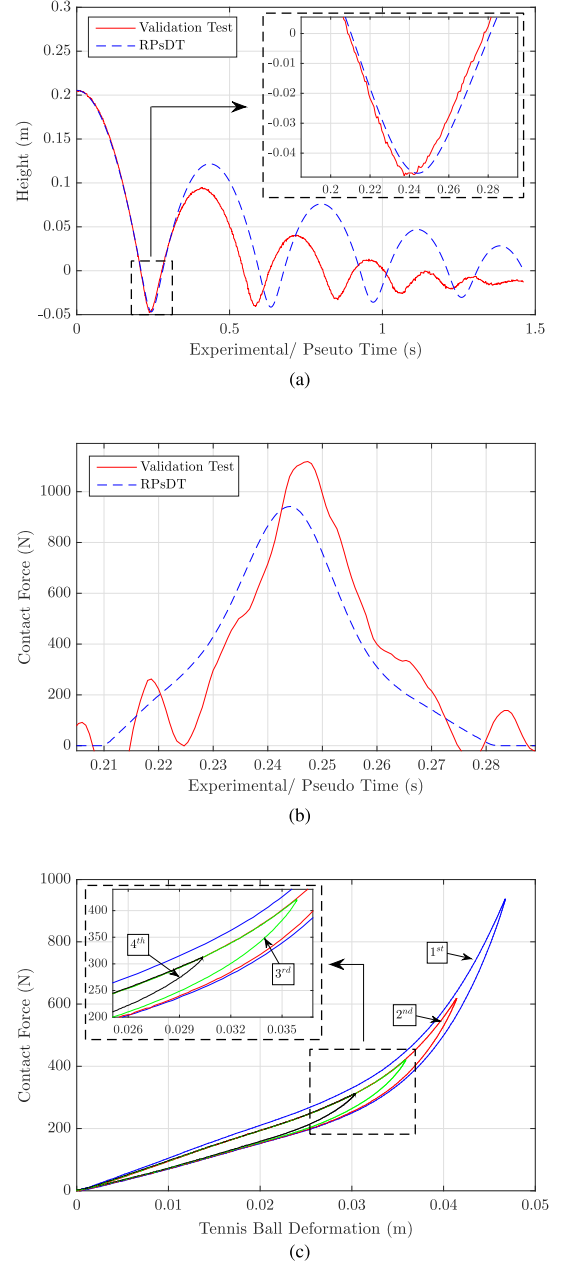 0.3
0.25
0.2
0.15
0.1
0.05
0
-0.05
Height (m)
Validation Test
RPsDT
0
-0.01
-0.02
-0.03
-0.04
0.2 0.22 0.24 0.26 0.28
0 0.5 1 1.5
Experimental/ Pseuto Time (s)
(a)
1000
800
600
400
200
0
Contact Force (N)
Validation Test
RPsDT
0.21 0.22 0.23 0.24 0.25 0.26 0.27 0.28
Experimental/ Pseudo Time (s)
(b)
1000
800
600
400
200
0
Contact Force (N)
400
350
300
250
200
0.026 0.029 0.032 0.035
4th
3rd
1st
2nd
0 0.01 0.02 0.03 0.04 0.05
Tennis Ball Deformation (m)
(c)